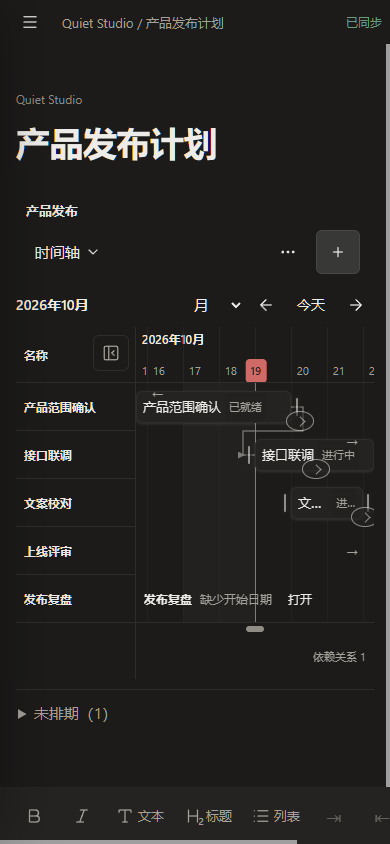 Quiet Studio / 产品发布计划 已同步
Quiet Studio
产品发布计划
产品发布
时间轴
2026年10月 月 今天
名称 2026年10月
1 16 17 18 19 20 21 2
产品范围确认 产品范围确认 已就绪
接口联调 接口联调 进行中
文案校对 文... 进...
上线评审
发布复盘 发布复盘 缺少开始日期 打开
依赖关系 1
未排期（1）
B I T 文本 H2 标题 列表